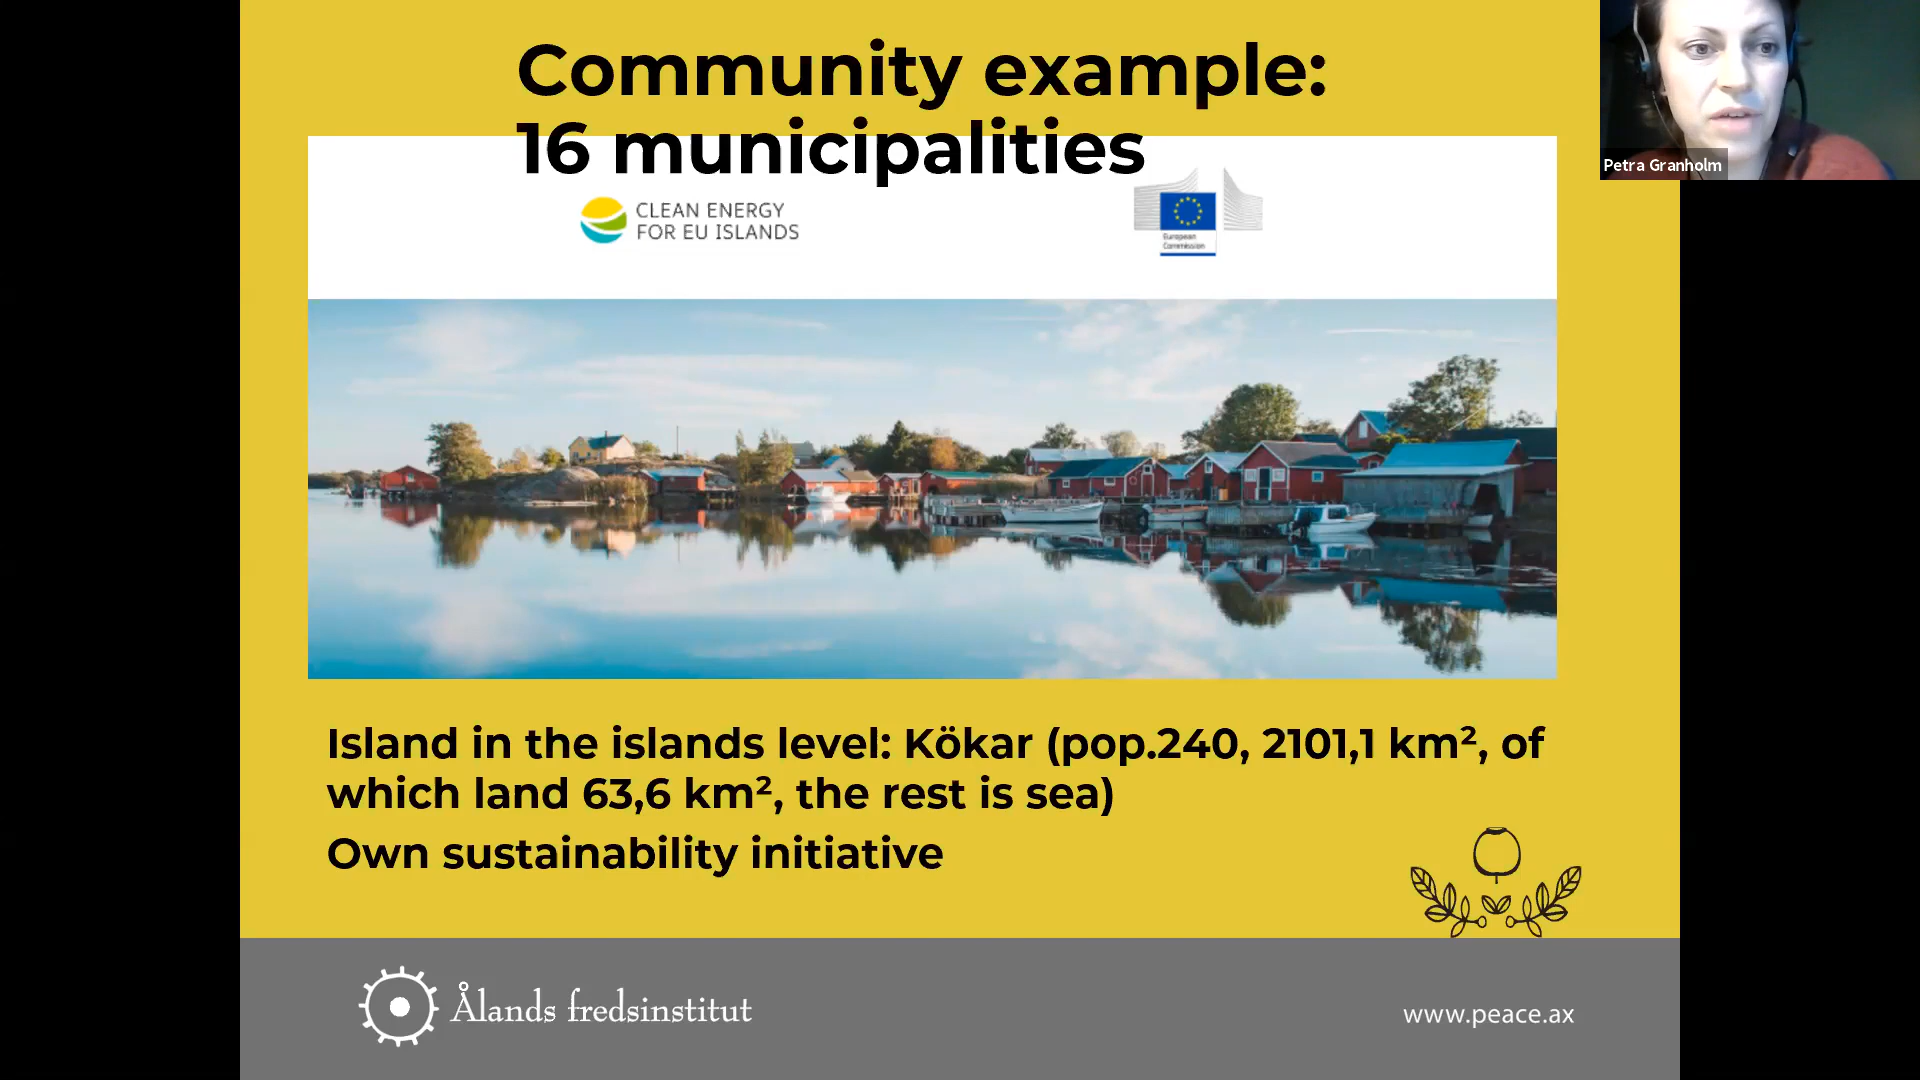 Community example:
16 municipalities
CLEAN ENERGY
FOR EU ISLANDS
European
Commission
Petra Granholm
Island in the islands level: Kökar (pop.240, 2101,1 km², of
which land 63,6 km², the rest is sea)
Own sustainability initiative
Ålands fredsinstitut
www.peace.ax